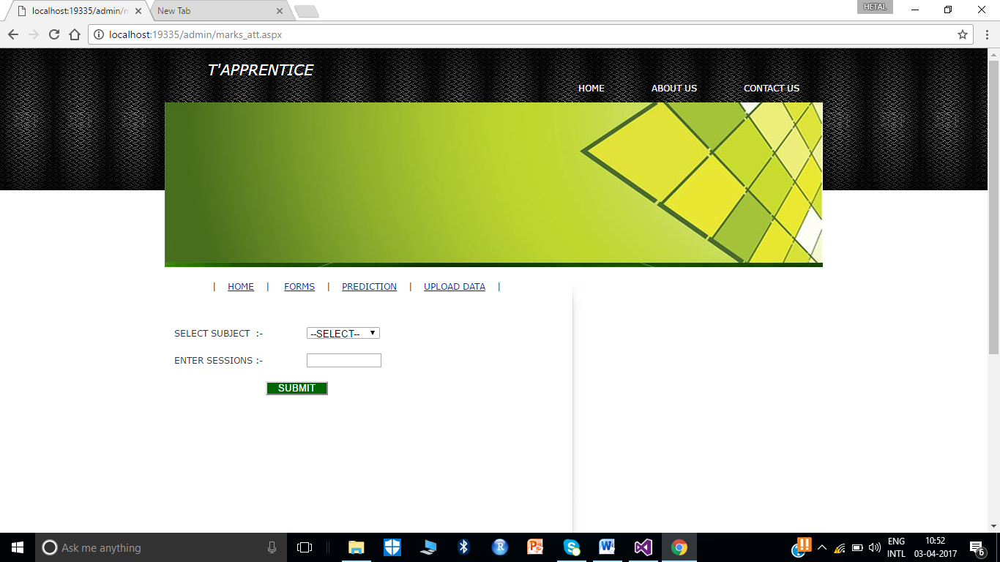 localhost:19335/admin/m
New Tab
HETAL
localhost:19335/admin/marks_att.aspx
T'APPRENTICE
HOME ABOUT US CONTACT US
| HOME | FORMS | PREDICTION | UPLOAD DATA |
SELECT SUBJECT :- --SELECT--
ENTER SESSIONS :-
SUBMIT
Ask me anything
ENG
INTL
10:52
03-04-2017
6